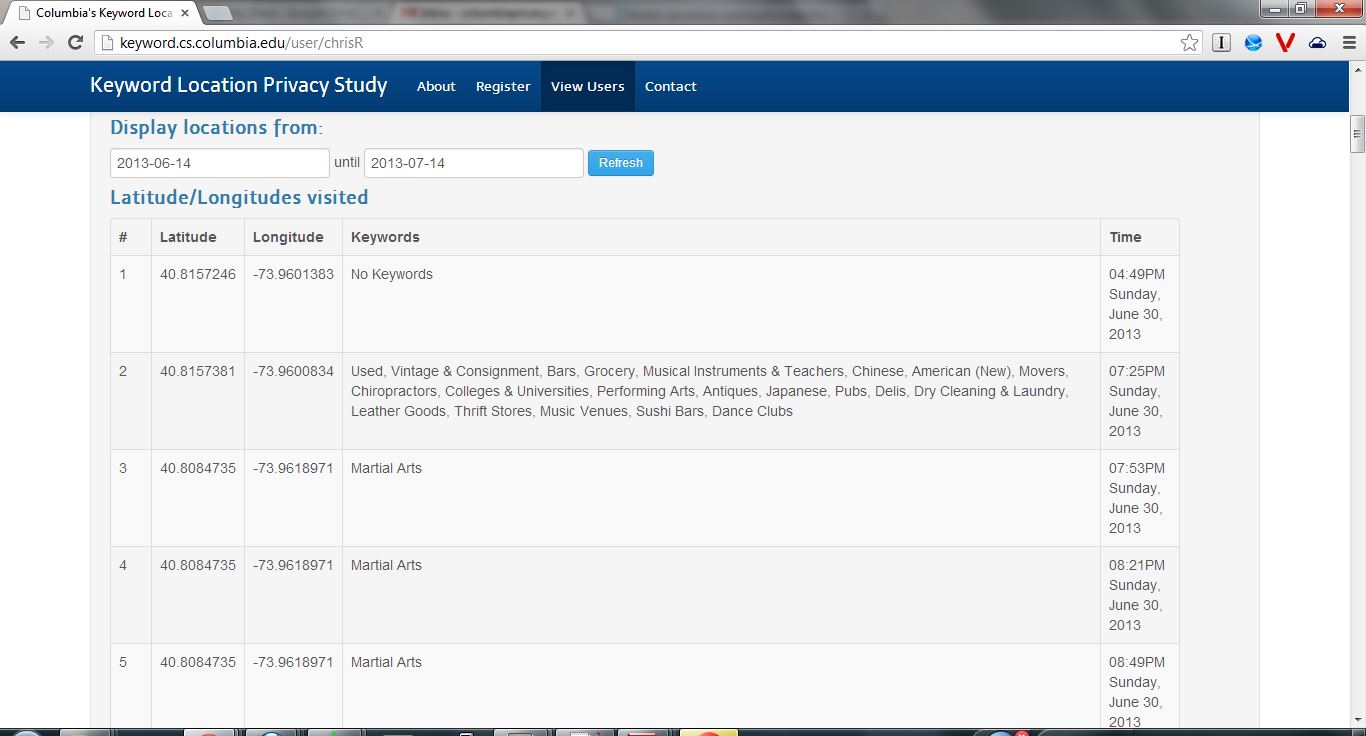 Columbia's Keyword Loca
keyword.cs.columbia.edu/user/chrisR
Keyword Location Privacy Study About Register View Users Contact
Display locations from:
2013-06-14 until 2013-07-14 Refresh
Latitude/Longitudes visited
# Latitude Longitude Keywords Time
1 40.8157246 -73.9601383 No Keywords 04:49PM
Sunday,
June 30,
2013
2 40.8157381 -73.9600834 Used, Vintage & Consignment, Bars, Grocery, Musical Instruments & Teachers, Chinese, American (New), Movers, 07:25PM
Chiropractors, Colleges & Universities, Performing Arts, Antiques, Japanese, Pubs, Delis, Dry Cleaning & Laundry, Sunday,
Leather Goods, Thrift Stores, Music Venues, Sushi Bars, Dance Clubs June 30,
2013
3 40.8084735 -73.9618971 Martial Arts 07:53PM
Sunday,
June 30,
2013
4 40.8084735 -73.9618971 Martial Arts 08:21PM
Sunday,
June 30,
2013
5 40.8084735 -73.9618971 Martial Arts 08:49PM
Sunday,
June 30,
2013